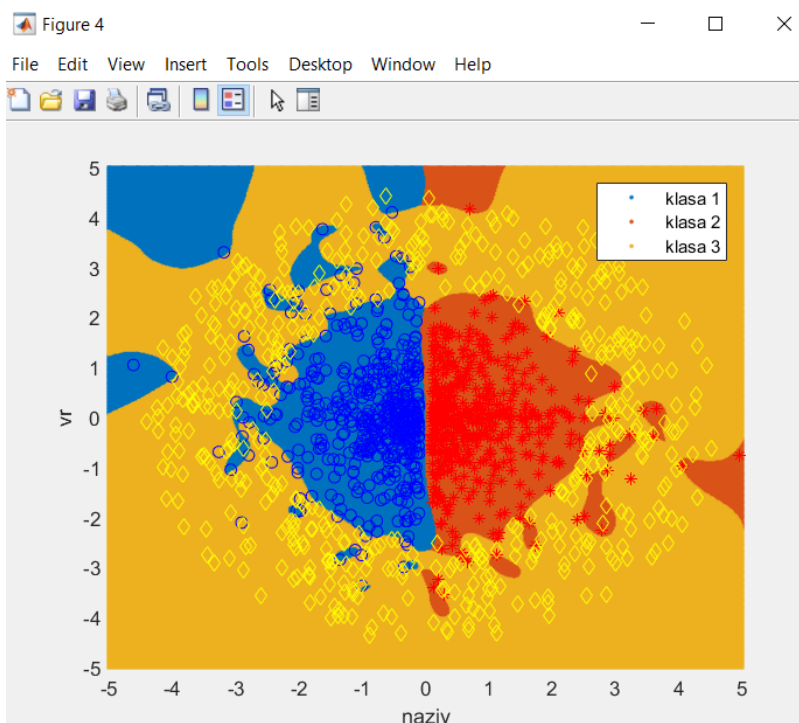 Figure 4
File Edit View Insert Tools Desktop Window Help
5
4
3
2
1
0
-1
-2
-3
-4
-5
vr
klasa 1
klasa 2
klasa 3
-5 -4 -3 -2 -1 0 1 2 3 4 5
naziv